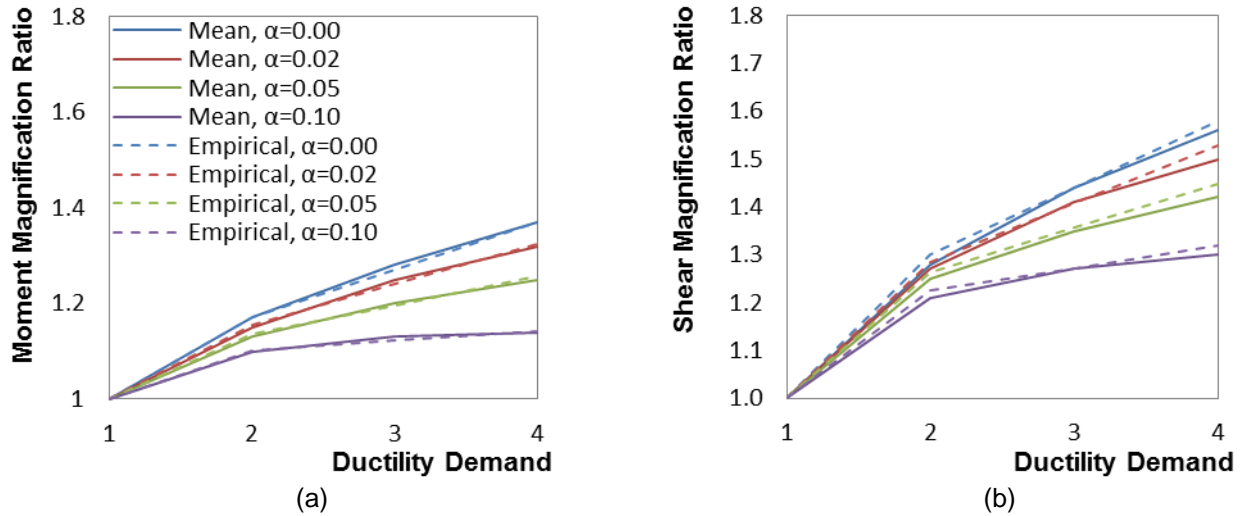 Moment Magnification Ratio
1.8
1.6
1.4
1.2
1
Mean, α=0.00
Mean, α=0.02
Mean, α=0.05
Mean, α=0.10
Empirical, α=0.00
Empirical, α=0.02
Empirical, α=0.05
Empirical, α=0.10
1 2 3 4
Ductility Demand
(a)
Shear Magnification Ratio
1.8
1.7
1.6
1.5
1.4
1.3
1.2
1.1
1.0
1 2 3 4
Ductility Demand
(b)